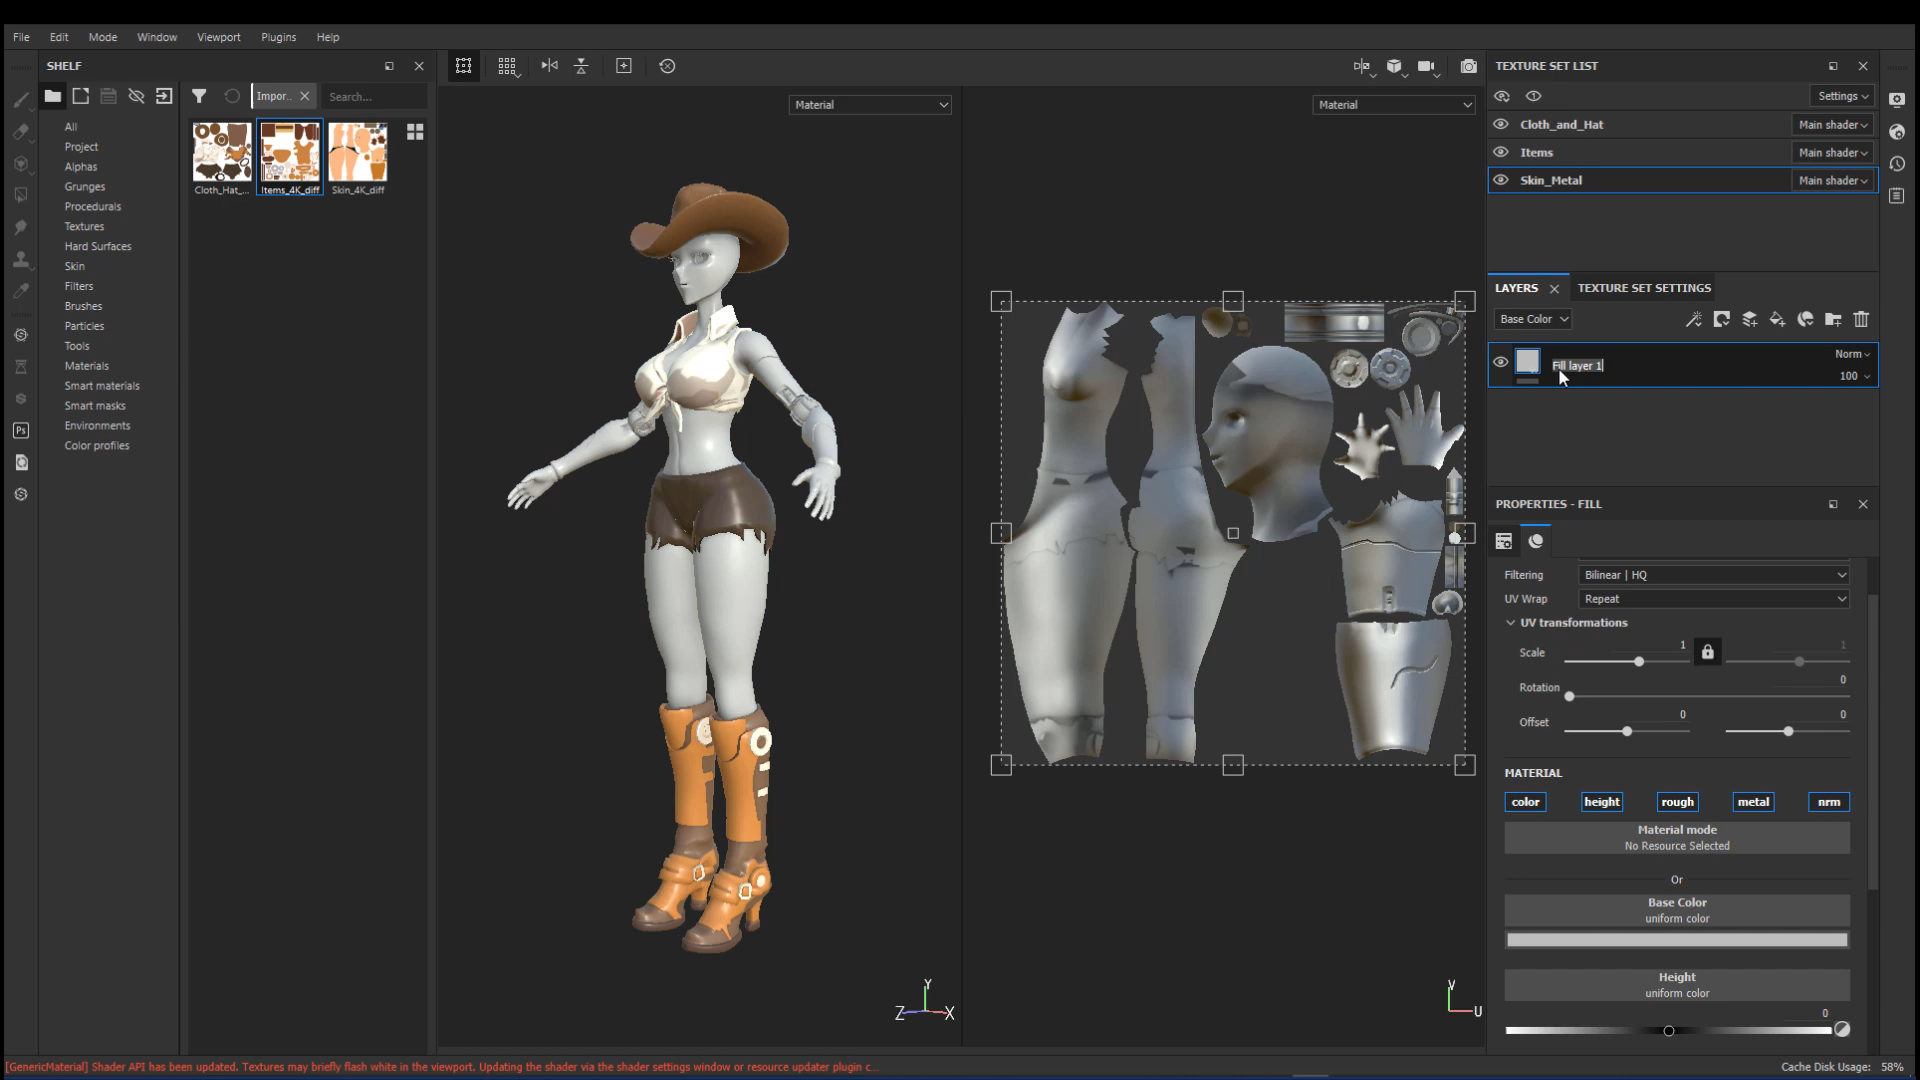 File Edit Mode Window Viewport Plugins Help
SHELF
Impor..
Search...
All
Project
Alphas
Grunges
Procedurals
Textures
Hard Surfaces
Skin
Filters
Brushes
Particles
Tools
Materials
Smart materials
Smart masks
Environments
Color profiles
Cloth_Hat_... Items_4K_diff Skin_4K_diff
Ps
Material
Material
Y
Z X
V
U
TEXTURE SET LIST
Settings
Cloth_and_Hat Main shader
Items Main shader
Skin_Metal Main shader
LAYERS TEXTURE SET SETTINGS
Base Color
Fill layer 1
Norm
100
PROPERTIES - FILL
Filtering Bilinear | HQ
UV Wrap Repeat
UV transformations
Scale 1 1
Rotation 0
Offset 0 0
MATERIAL
color height rough metal nrm
Material mode
No Resource Selected
Or
Base Color
uniform color
Height
uniform color
0
[GenericMaterial] Shader API has been updated. Textures may briefly flash white in the viewport. Updating the shader via the shader settings window or resource updater plugin c...
Cache Disk Usage: 58%